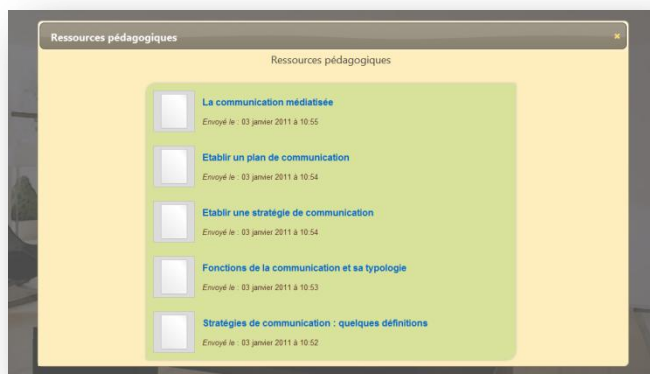 Ressources pédagogiques
Ressources pédagogiques
La communication médiatisée
Envoyé le : 03 janvier 2011 à 10:55
Etablir un plan de communication
Envoyé le : 03 janvier 2011 à 10:54
Etablir une stratégie de communication
Envoyé le : 03 janvier 2011 à 10:54
Fonctions de la communication et sa typologie
Envoyé le : 03 janvier 2011 à 10:53
Stratégies de communication : quelques définitions
Envoyé le : 03 janvier 2011 à 10:52